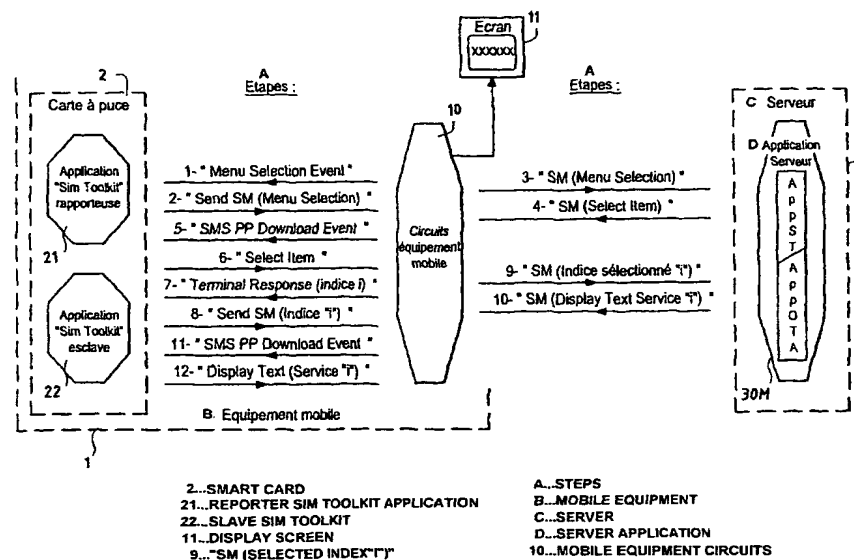 Ecran
XXXXXX
11
2
A
Etapes :
A
Etapes :
Carte à puce
10
C Serveur
D Application
Serveur
Application
"Sim Toolkit"
rapporteuse
21
1- " Menu Selection Event "
2- " Send SM (Menu Selection) "
5- " SMS PP Download Event "
6- " Select Item "
7- " Terminal Response (indice i) "
8- " Send SM (Indice "i") "
11- " SMS PP Download Event "
12- " Display Text (Service "i") "
Circuits
équipement
mobile
3- " SM (Menu Selection) "
4- " SM (Select Item) "
9- " SM (Indice sélectionné "i") "
10- "SM (Display Text Service "i") "
AppST
AppOTA
Application
"Sim Toolkit"
esclave
22
30M
B. Equipement mobile
1
2...SMART CARD
21...REPORTER SIM TOOLKIT APPLICATION
22...SLAVE SIM TOOLKIT
11...DISPLAY SCREEN
9..."SM (SELECTED INDEX"I")"
A...STEPS
B...MOBILE EQUIPMENT
C...SERVER
D...SERVER APPLICATION
10...MOBILE EQUIPMENT CIRCUITS